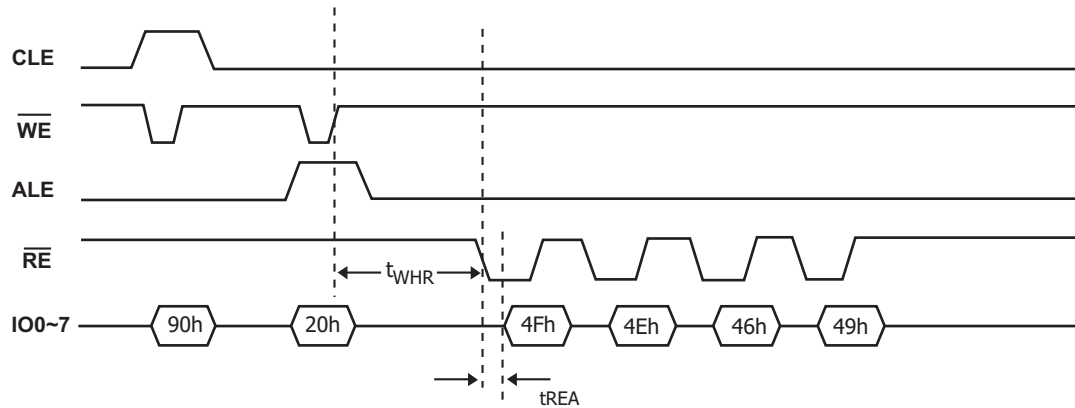 CLE
WE
ALE
RE
tWHR
IO0~7 90h 20h 4Fh 4Eh 46h 49h
tREA